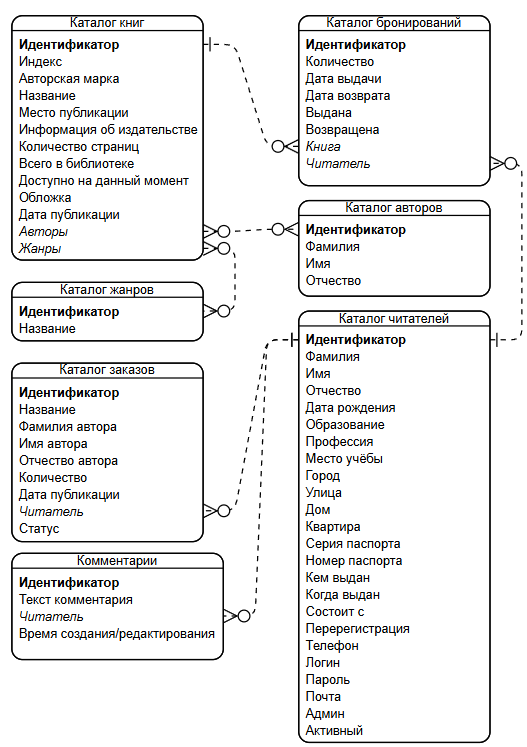 Каталог книг
Идентификатор
Индекс
Авторская марка
Название
Место публикации
Информация об издательстве
Количество страниц
Всего в библиотеке
Доступно на данный момент
Обложка
Дата публикации
Авторы
Жанры
Каталог бронирований
Идентификатор
Количество
Дата выдачи
Дата возврата
Выдана
Возвращена
Книга
Читатель
Каталог авторов
Идентификатор
Фамилия
Имя
Отчество
Каталог жанров
Идентификатор
Название
Каталог заказов
Идентификатор
Название
Фамилия автора
Имя автора
Отчество автора
Количество
Дата публикации
Читатель
Статус
Комментарии
Идентификатор
Текст комментария
Читатель
Время создания/редактирования
Каталог читателей
Идентификатор
Фамилия
Имя
Отчество
Дата рождения
Образование
Профессия
Место учёбы
Город
Улица
Дом
Квартира
Серия паспорта
Номер паспорта
Кем выдан
Когда выдан
Состоит с
Перерегистрация
Телефон
Логин
Пароль
Почта
Админ
Активный